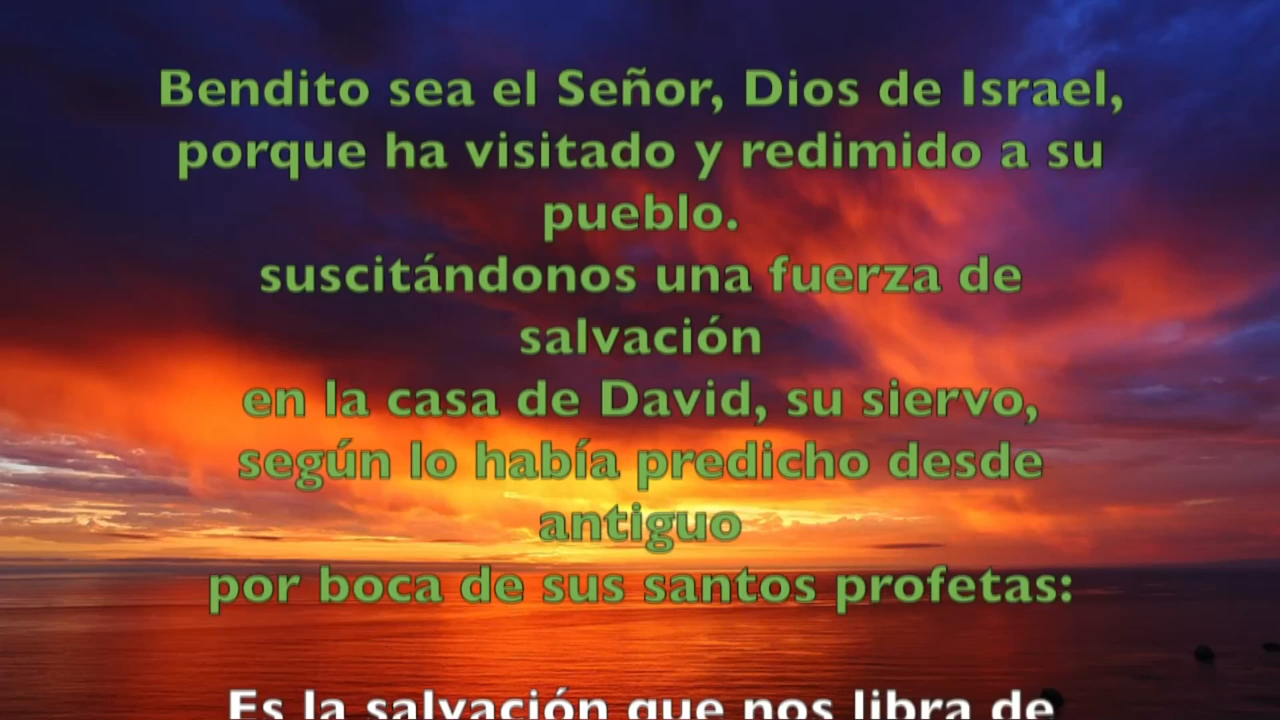 Bendito sea el Señor, Dios de Israel,
porque ha visitado y redimido a su
pueblo.
suscitándonos una fuerza de
salvación
en la casa de David, su siervo,
según lo había predicho desde
antiguo
por boca de sus santos profetas:
Es la salvación que nos libra de